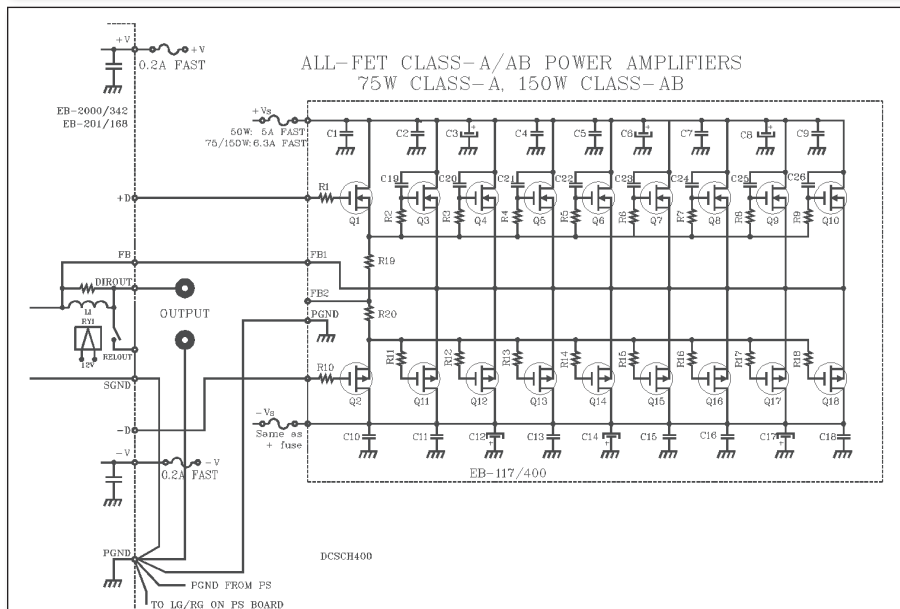 +V
+V
0.2A FAST
ALL-FET CLASS-A/AB POWER AMPLIFIERS
75W CLASS-A, 150W CLASS-AB
EB-2000/342
EB-201/168
+Vs
50W: 5A FAST
75/150W:6.3A FAST
C1
C2
C3
C4
C5
C6
C7
C8
C9
C19
C20
C21
C22
C23
C24
C25
C26
+D
R1
R2
R3
R4
R5
R6
R7
R8
R9
Q1
Q3
Q4
Q5
Q6
Q7
Q8
Q9
Q10
FB
FB1
R19
DIROUT
OUTPUT
FB2
L1
RY1
R20
PGND
12V
RELOUT
R11
R12
R13
R14
R15
R16
R17
R18
SGND
R10
Q2
Q11
Q12
Q13
Q14
Q15
Q16
Q17
Q18
-D
-Vs
Same as
+ fuse
C10
C11
C12
C13
C14
C15
C16
C17
C18
-V
-V
0.2A FAST
EB-117/400
PGND
DCSCH400
PGND FROM PS
TO LG/RG ON PS BOARD